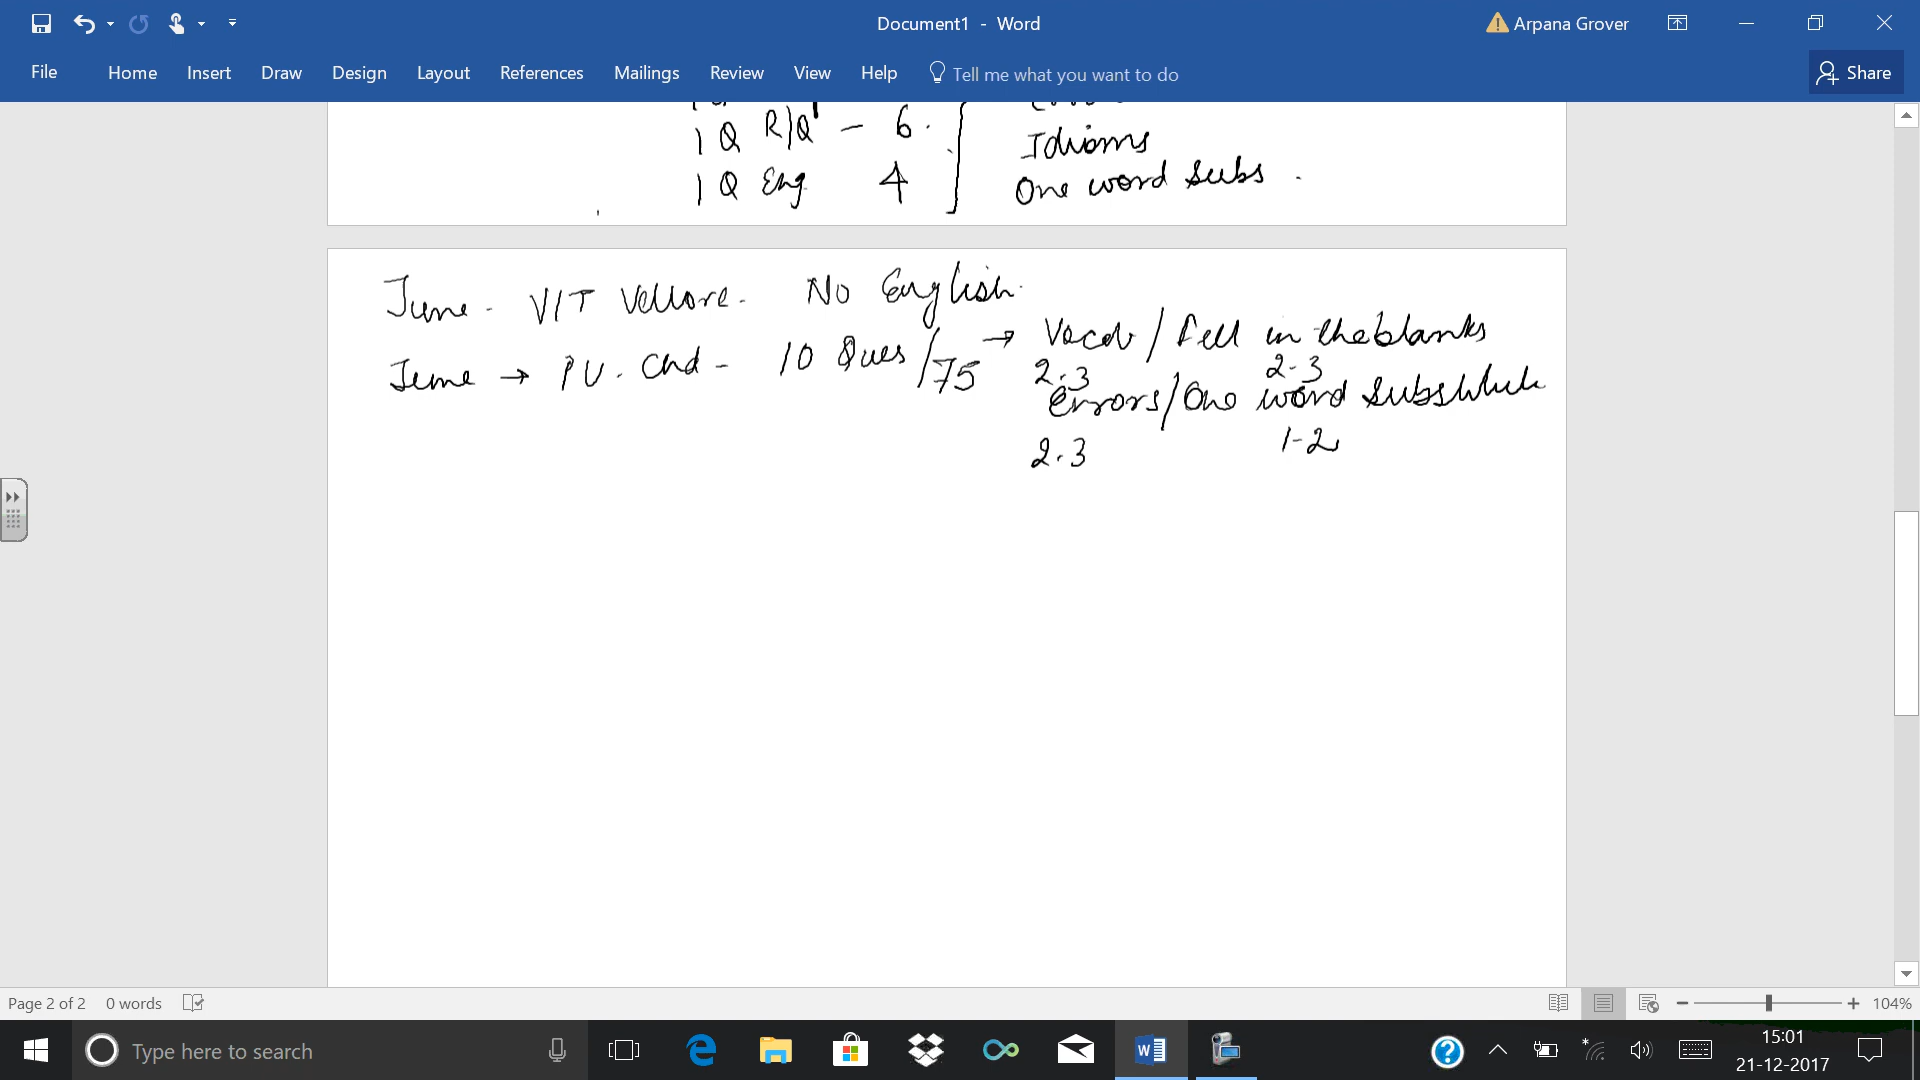 Document1 - Word
Arpana Grover
File Home Insert Draw Design Layout References Mailings Review View Help Tell me what you want to do
Share
1 Q R/Q - 6.
Idioms
1 Q Eng 4
One word Subs .
June - VIT Vellore - No English.
June → PU. Chd - 10 Ques / 75 → Vocab / Fill in the blanks
2-3 2-3
Errors / One word Substitute
2-3 1-2
Page 2 of 2 0 words
104%
Type here to search
15:01
21-12-2017